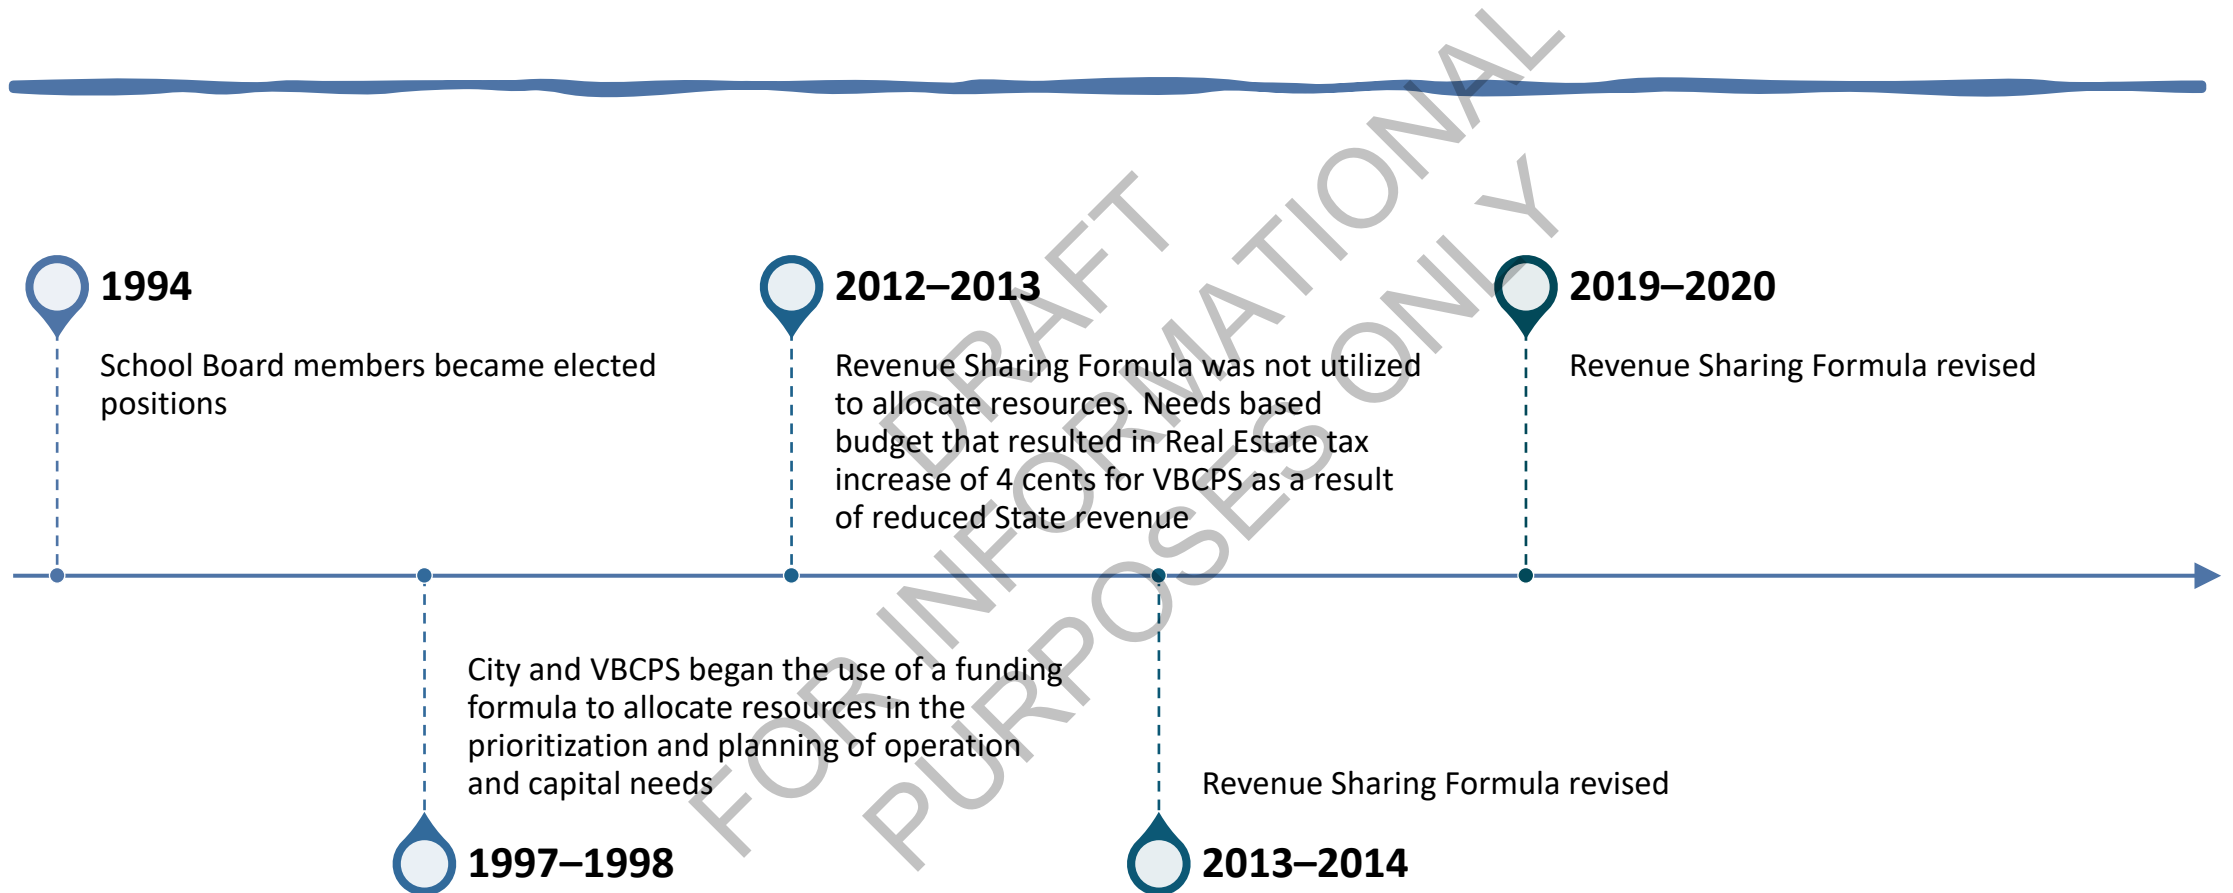 1994
School Board members became elected
positions
2012–2013
Revenue Sharing Formula was not utilized
to allocate resources. Needs based
budget that resulted in Real Estate tax
increase of 4 cents for VBCPS as a result
of reduced State revenue
2019–2020
Revenue Sharing Formula revised
City and VBCPS began the use of a funding
formula to allocate resources in the
prioritization and planning of operation
and capital needs
1997–1998
Revenue Sharing Formula revised
2013–2014
DRAFT
FOR INFORMATIONAL
PURPOSES ONLY